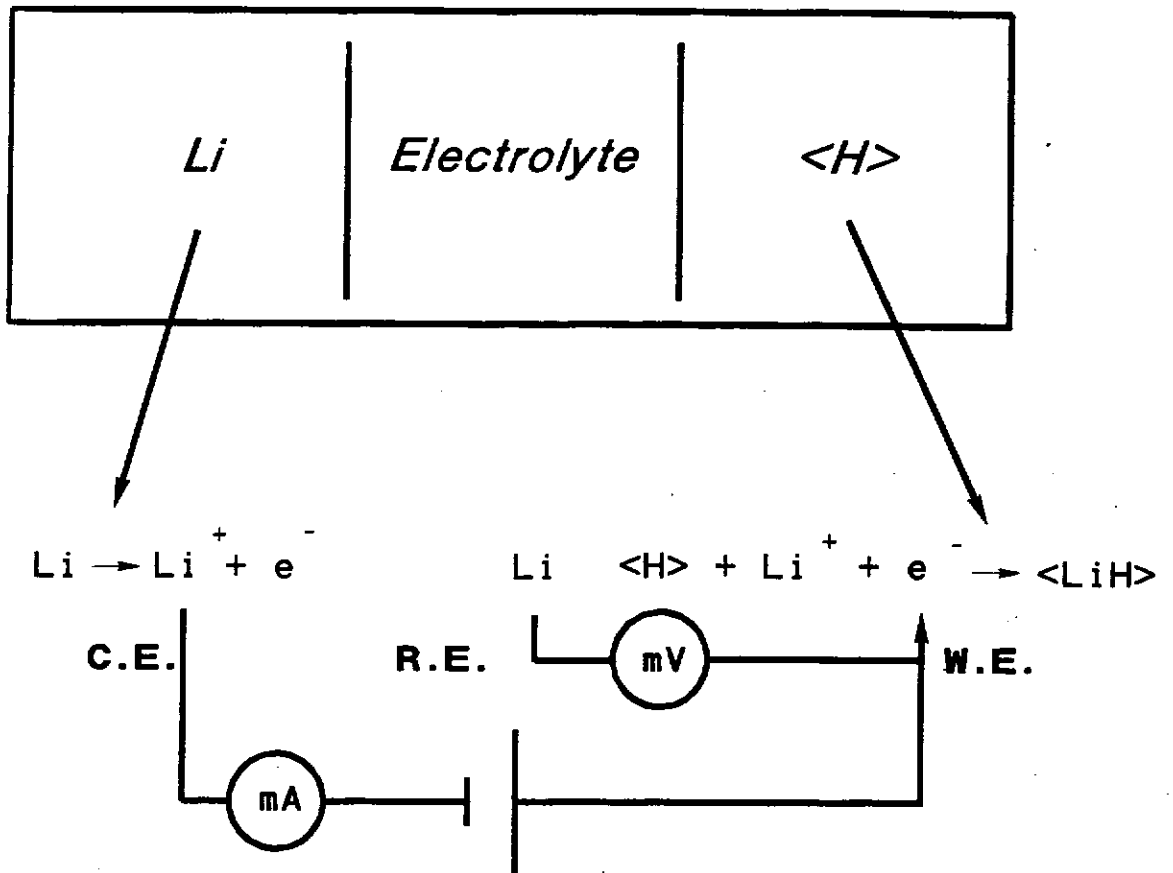 Li Electrolyte <H>
Li → Li⁺ + e⁻
Li <H> + Li⁺ + e⁻ → <LiH>
C.E. R.E. mV W.E.
mA